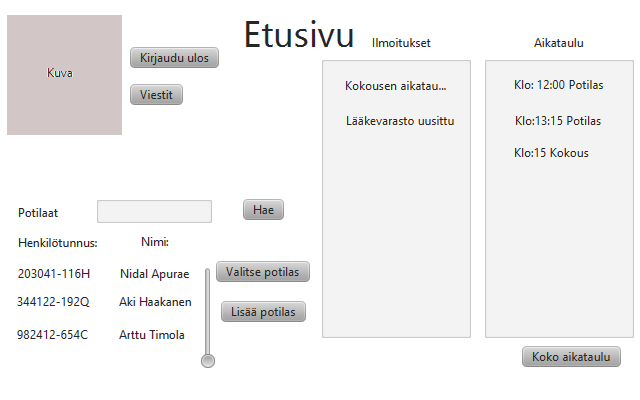 Etusivu
Kuva
Kirjaudu ulos
Viestit
Ilmoitukset
Kokousen aikatau...
Lääkevarasto uusittu
Aikataulu
Klo: 12:00 Potilas
Klo:13:15 Potilas
Klo:15 Kokous
Koko aikataulu
Potilaat
Hae
Henkilötunnus: Nimi:
203041-116H Nidal Apurae
344122-192Q Aki Haakanen
982412-654C Arttu Timola
Valitse potilas
Lisää potilas